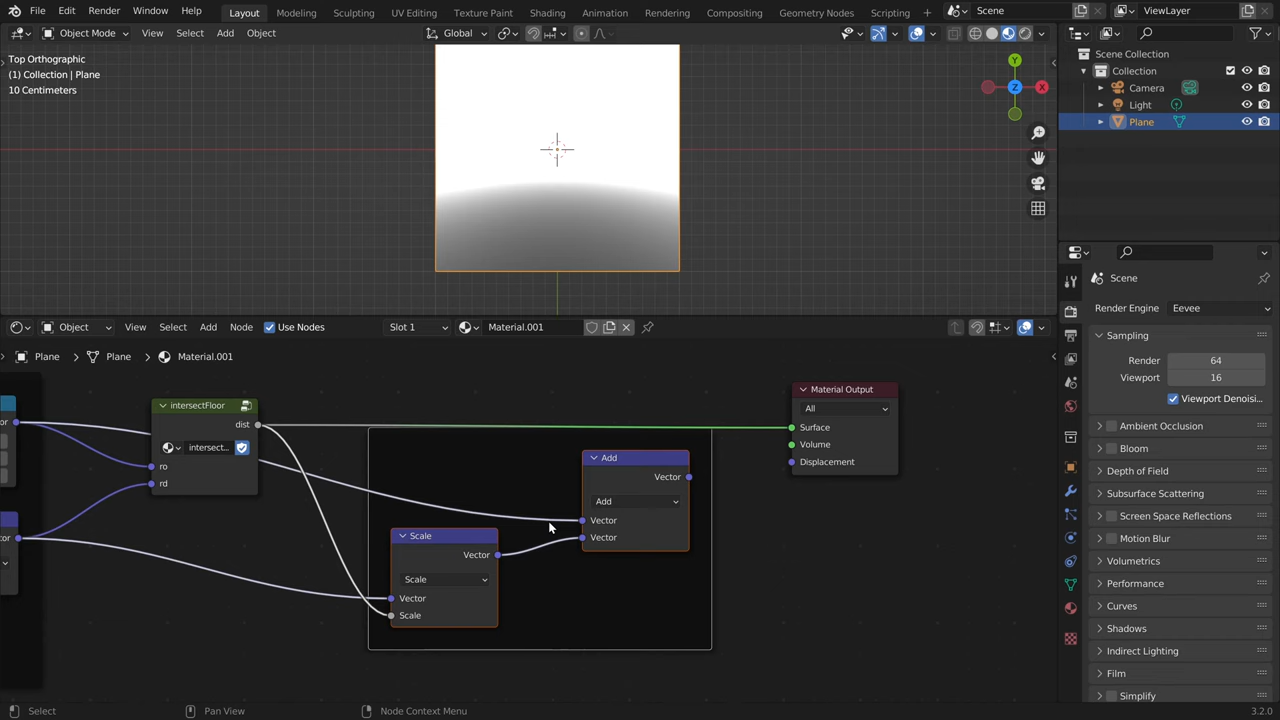 File Edit Render Window Help Layout Modeling Sculpting UV Editing Texture Paint Shading Animation Rendering Compositing Geometry Nodes Scripting + Scene ViewLayer
Object Mode View Select Add Object Global
Top Orthographic
(1) Collection | Plane
10 Centimeters
Y
Z
X
Scene Collection
Collection
Camera
Light
Plane
Scene
Render Engine Eevee
Sampling
Render 64
Viewport 16
Viewport Denoisi...
Ambient Occlusion
Bloom
Depth of Field
Subsurface Scattering
Screen Space Reflections
Motion Blur
Volumetrics
Performance
Curves
Shadows
Indirect Lighting
Film
Simplify
Object View Select Add Node Use Nodes Slot 1 Material.001
Plane > Plane > Material.001
intersectFloor
dist
intersect...
ro
rd
Scale
Vector
Scale
Vector
Scale
Add
Vector
Add
Vector
Vector
Material Output
All
Surface
Volume
Displacement
Select Pan View Node Context Menu 3.2.0